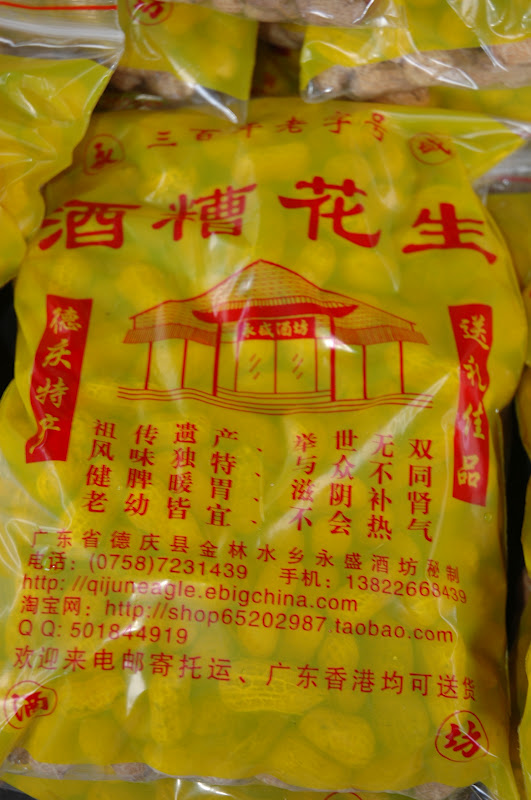 永 三百年老字号 盛
酒糟花生
永盛酒坊
德庆特产
送礼佳品
祖传遗产、举世无双
风味独特、与众不同
健脾暖胃、滋阴补肾
老幼皆宜、不会热气
广东省德庆县金林水乡永盛酒坊秘制
电话：(0758)7231439 手机：13822668439
http://qijuneagle.ebigchina.com
淘宝网：http://shop65202987.taobao.com
QQ:501844919
欢迎来电邮寄托运、广东香港均可送货
酒 坊